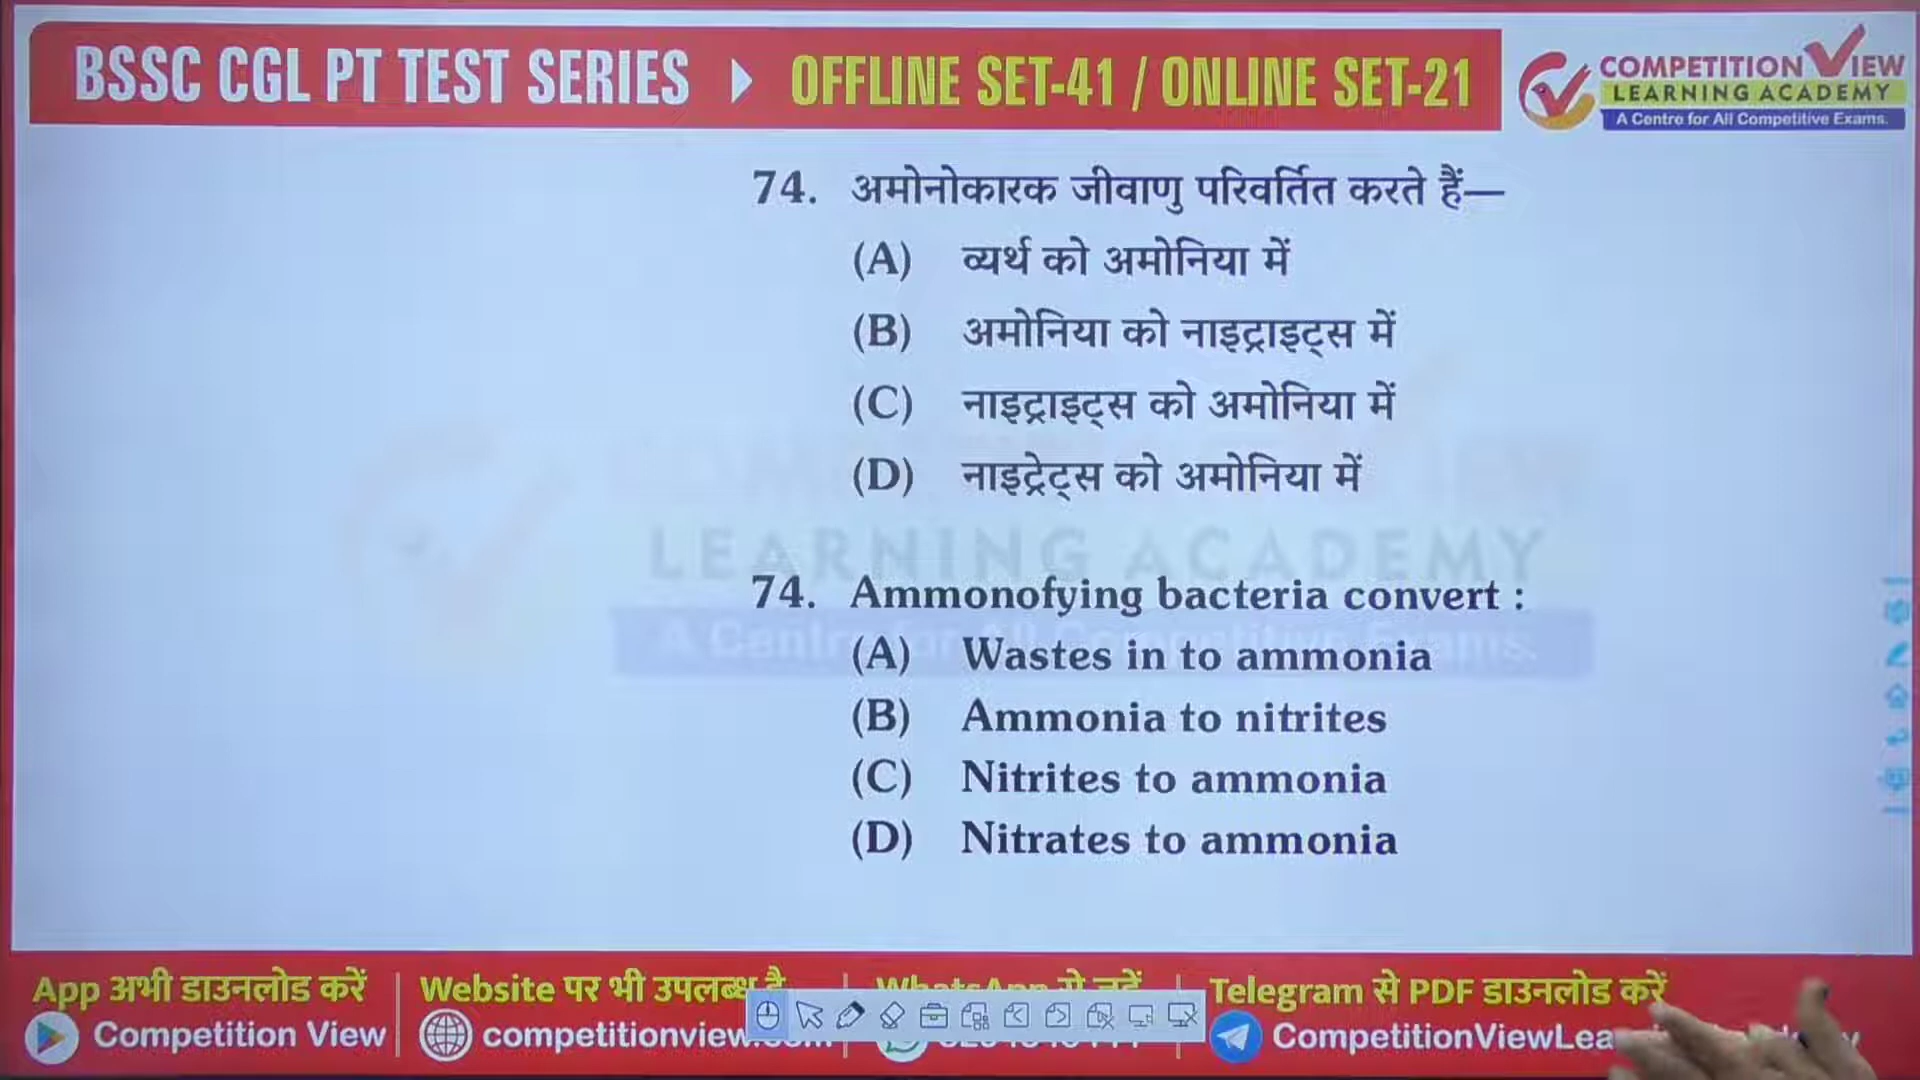 BSSC CGL PT TEST SERIES OFFLINE SET-41 / ONLINE SET-21
COMPETITION VIEW
LEARNING ACADEMY
A Centre for All Competitive Exams.
74. अमोनोकारक जीवाणु परिवर्तित करते हैं—
(A) व्यर्थ को अमोनिया में
(B) अमोनिया को नाइट्राइट्स में
(C) नाइट्राइट्स को अमोनिया में
(D) नाइट्रेट्स को अमोनिया में
LEARNING ACADEMY
74. Ammonofying bacteria convert :
(A) Wastes in to ammonia
(B) Ammonia to nitrites
(C) Nitrites to ammonia
(D) Nitrates to ammonia
App अभी डाउनलोड करें
Competition View
Website पर भी उपलब्ध है
competitionview
WhatsApp से जुड़ें
Telegram से PDF डाउनलोड करें
CompetitionViewLea